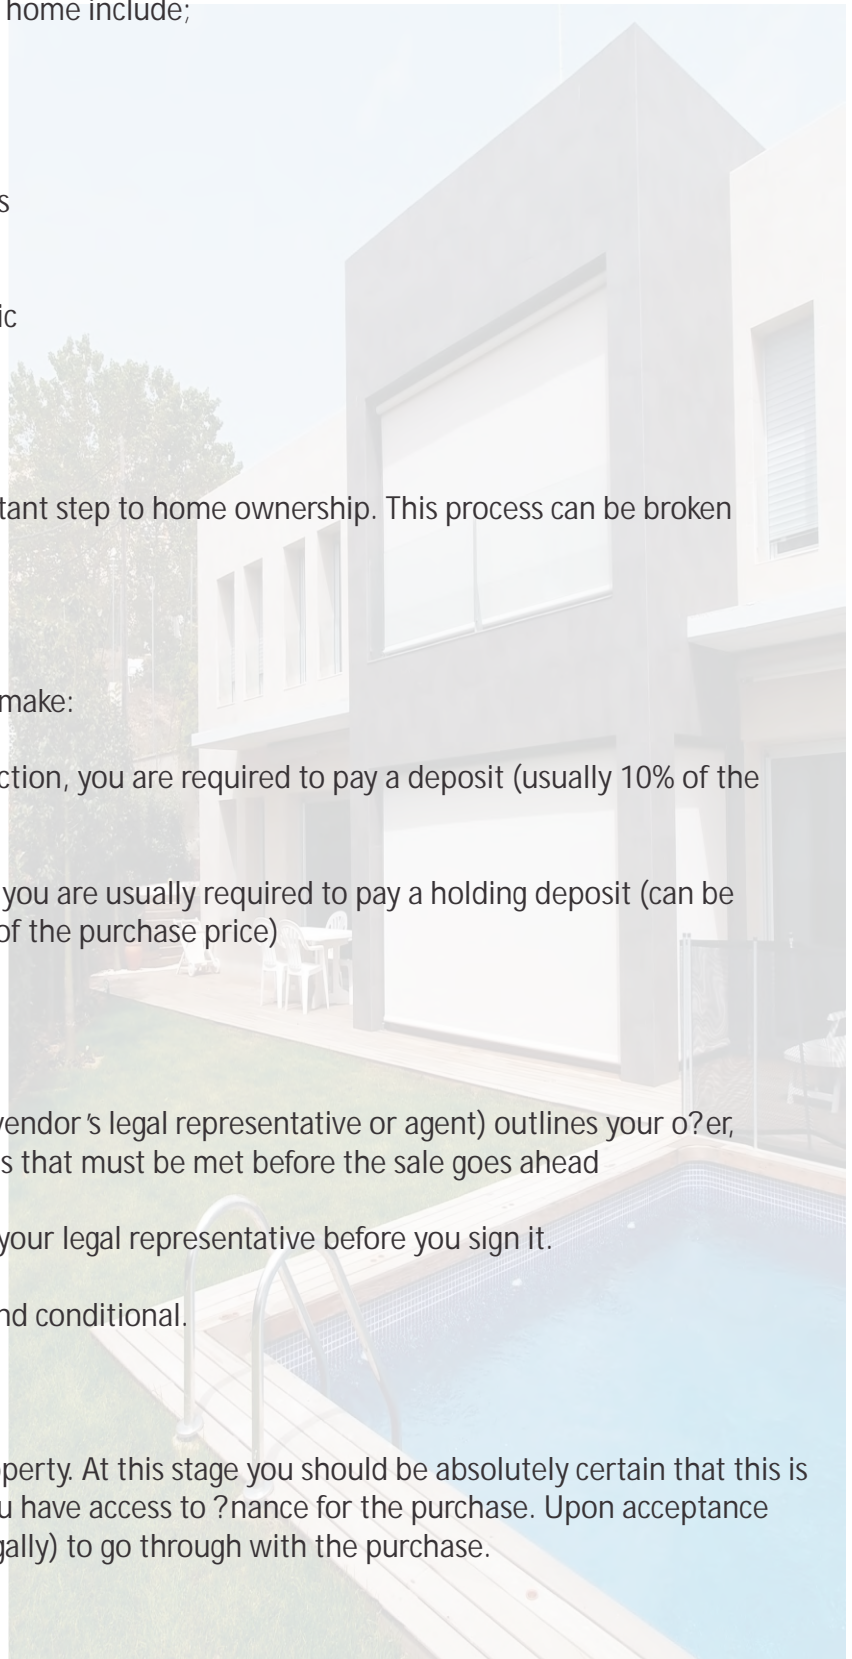 home include;
s
ic
tant step to home ownership. This process can be broken
make:
ction, you are required to pay a deposit (usually 10% of the
you are usually required to pay a holding deposit (can be
of the purchase price)
vendor's legal representative or agent) outlines your o?er,
s that must be met before the sale goes ahead
your legal representative before you sign it.
nd conditional.
perty. At this stage you should be absolutely certain that this is
u have access to ?nance for the purchase. Upon acceptance
gally) to go through with the purchase.